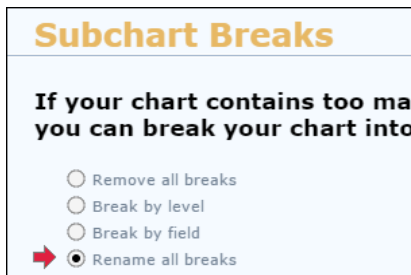 Subchart Breaks
If your chart contains too ma
you can break your chart into
Remove all breaks
Break by level
Break by field
Rename all breaks